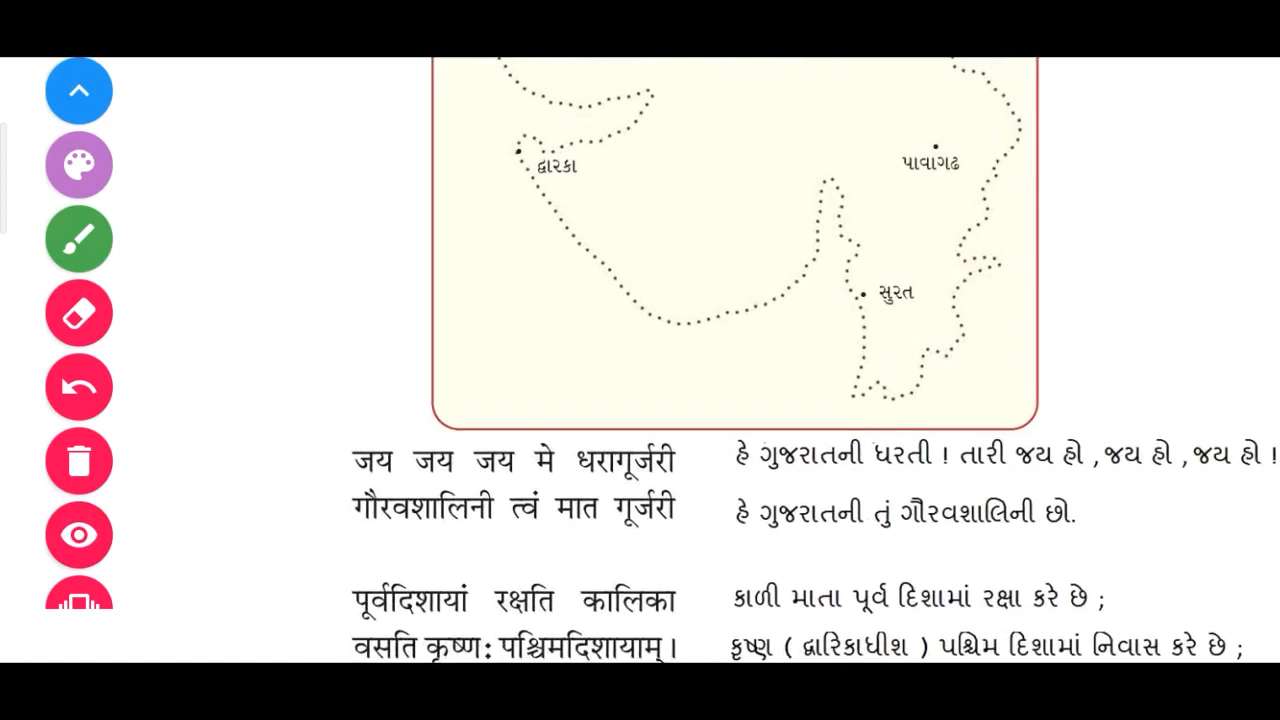 દ્વારકા
પાવાગઢ
સુરત
जय जय जय मे धरागूर्जरी
હે ગુજરાતની ધરતી ! તારી જય હો , જય હો , જય હો !
गौरवशालिनी त्वं मात गूर्जरी
હે ગુજરાતની તું ગૌરવશાલિની છો.
पूर्वदिशायां रक्षति कालिका
કાળી માતા પૂર્વ દિશામાં રક્ષા કરે છે ;
वसति कृष्ण: पश्चिमदिशायाम् ।
કૃષ્ણ ( દ્વારિકાધીશ ) પશ્ચિમ દિશામાં નિવાસ કરે છે ;